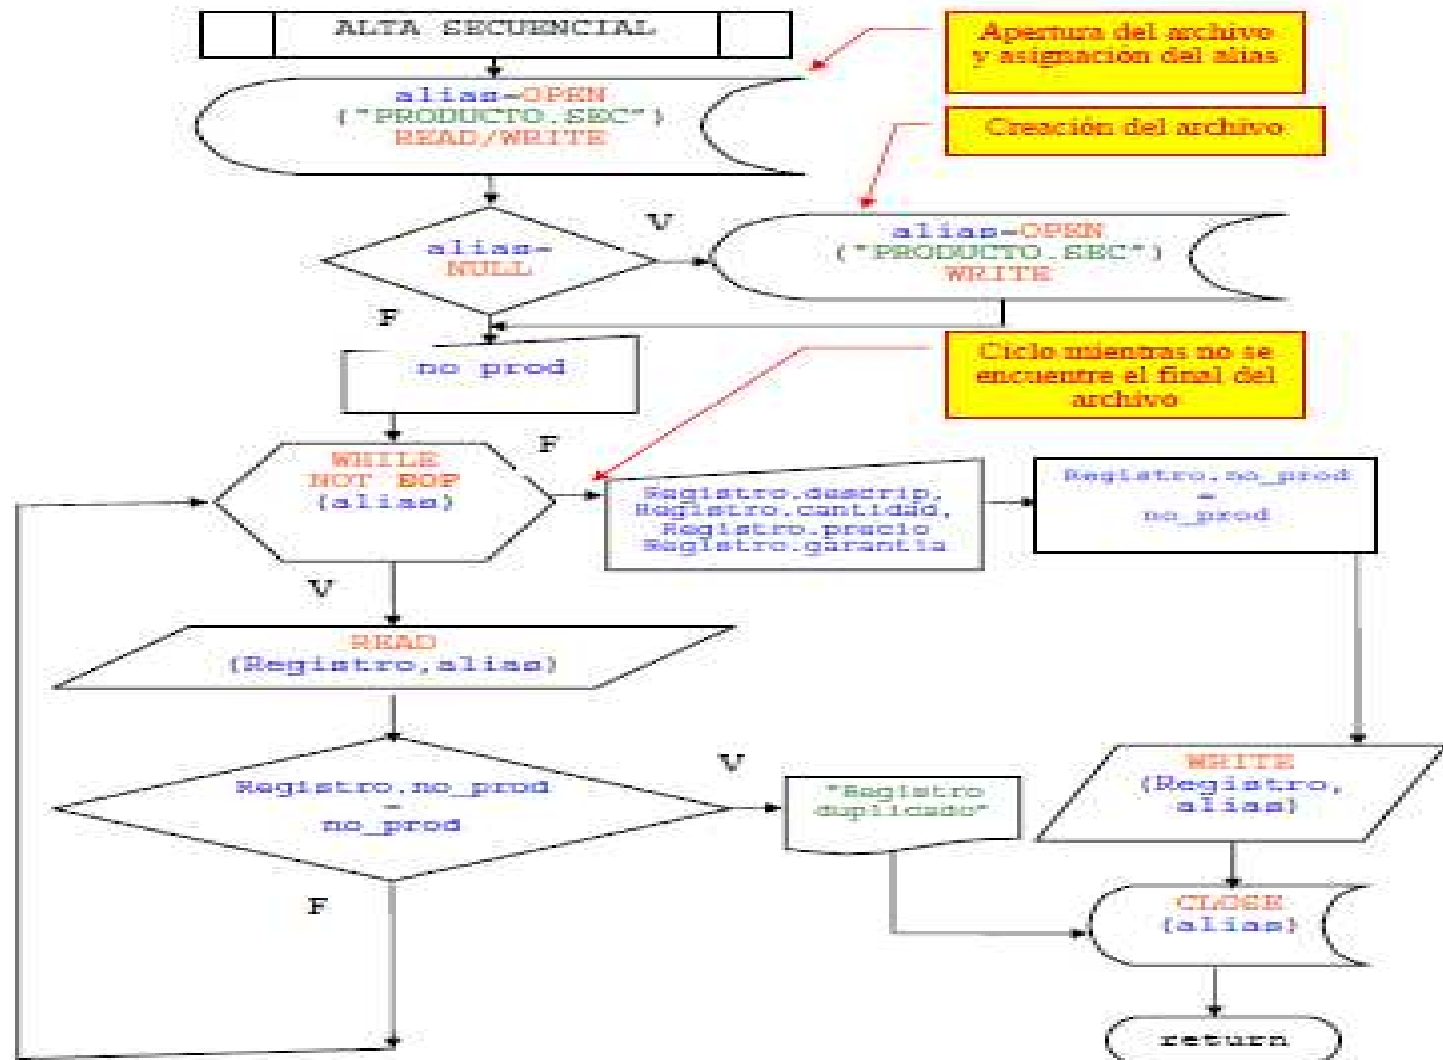 ALTA SECUENCIAL
Apertura del archivo
y asignación del alias
alias=OPEN
("PRODUCTO.SEC")
READ/WRITE
Creación del archivo
alias=
NULL
V
alias=OPEN
("PRODUCTO.SEC")
WRITE
F
no prod
Ciclo mientras no se
encuentre el final del
archivo
WHILE
NOT EOF
(alias)
F
Registro.descrip,
Registro.cantidad,
Registro.precio
Registro.garantia
Registro.no_prod
=
no_prod
V
READ
(Registro,alias)
Registro.no_prod
=
no_prod
V
"Registro
duplicado"
WRITE
(Registro,
alias)
F
CLOSE
(alias)
return